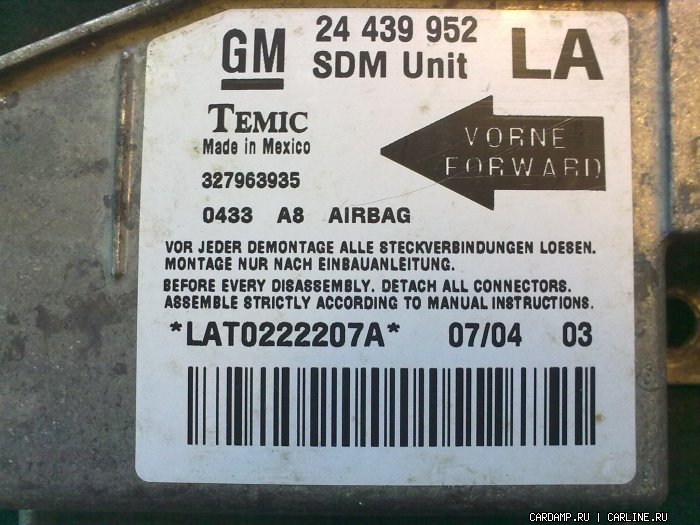 GM 24 439 952 LA
SDM Unit
TEMIC
Made in Mexico
VORNE
FORWARD
327963935
0433 A8 AIRBAG
VOR JEDER DEMONTAGE ALLE STECKVERBINDUNGEN LOESEN.
MONTAGE NUR NACH EINBAUANLEITUNG.
BEFORE EVERY DISASSEMBLY. DETACH ALL CONNECTORS.
ASSEMBLE STRICTLY ACCORDING TO MANUAL INSTRUCTIONS.
*LAT0222207A* 07/04 03
CARDAMP.RU | CARLINE.RU